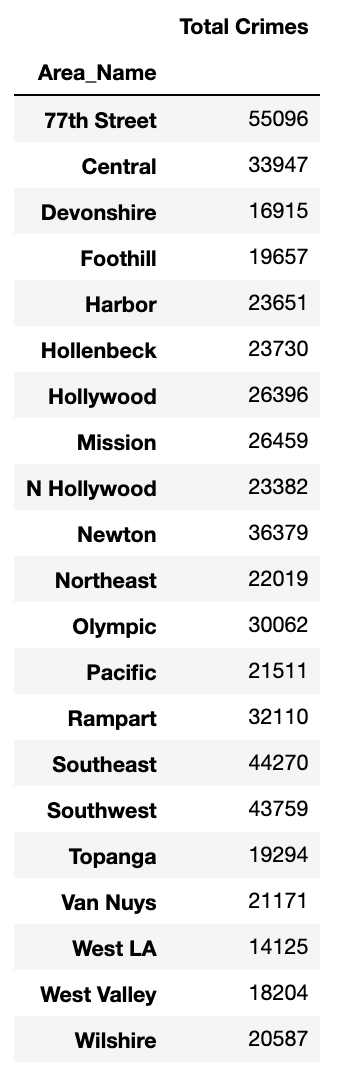 Total Crimes
Area_Name
77th Street 55096
Central 33947
Devonshire 16915
Foothill 19657
Harbor 23651
Hollenbeck 23730
Hollywood 26396
Mission 26459
N Hollywood 23382
Newton 36379
Northeast 22019
Olympic 30062
Pacific 21511
Rampart 32110
Southeast 44270
Southwest 43759
Topanga 19294
Van Nuys 21171
West LA 14125
West Valley 18204
Wilshire 20587